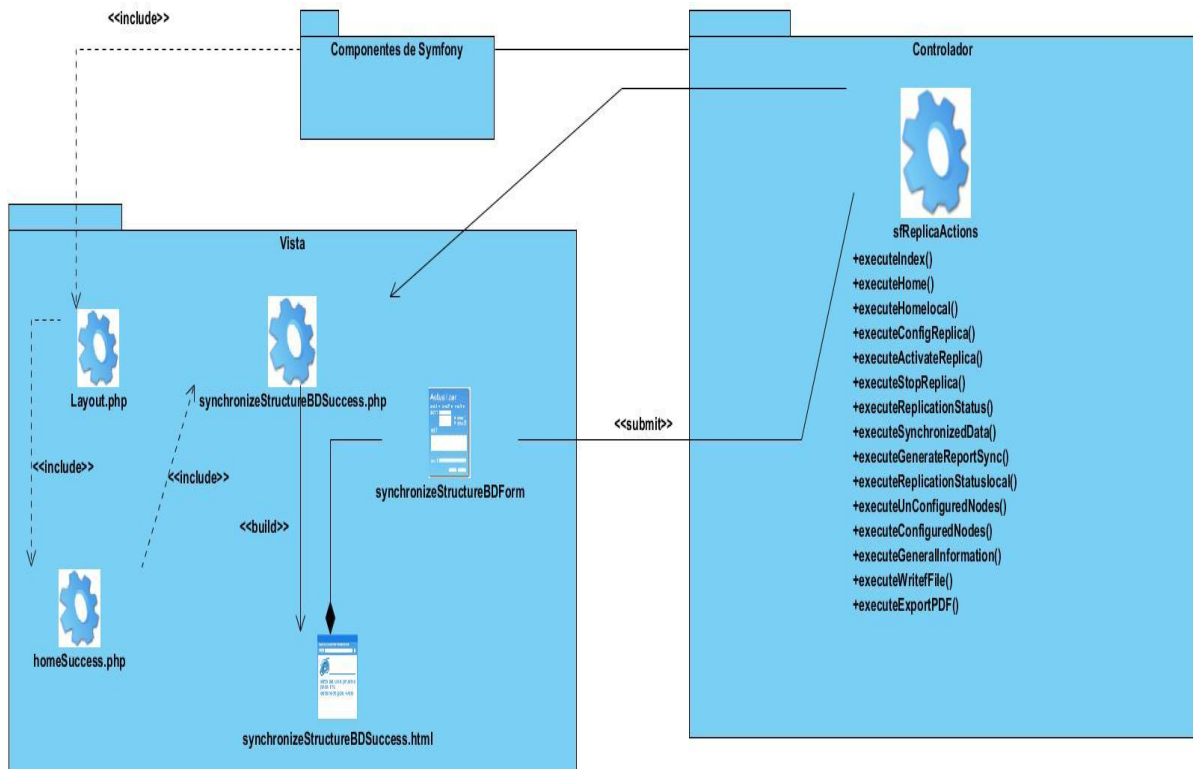 <<include>>
Componentes de Symfony
Controlador
sfReplicaActions
+executeIndex()
+executeHome()
+executeHomelocal()
+executeConfigReplica()
+executeActivateReplica()
+executeStopReplica()
+executeReplicationStatus()
+executeSynchronizedData()
+executeGenerateReportSync()
+executeReplicationStatuslocal()
+executeUnConfiguredNodes()
+executeConfiguredNodes()
+executeGeneralInformation()
+executeWritefFile()
+executeExportPDF()
Vista
Layout.php
synchronizeStructureBDSuccess.php
Actualizar
synchronizeStructureBDForm
<<submit>>
<<include>>
<<include>>
<<build>>
homeSuccess.php
synchronizeStructureBDSuccess.html